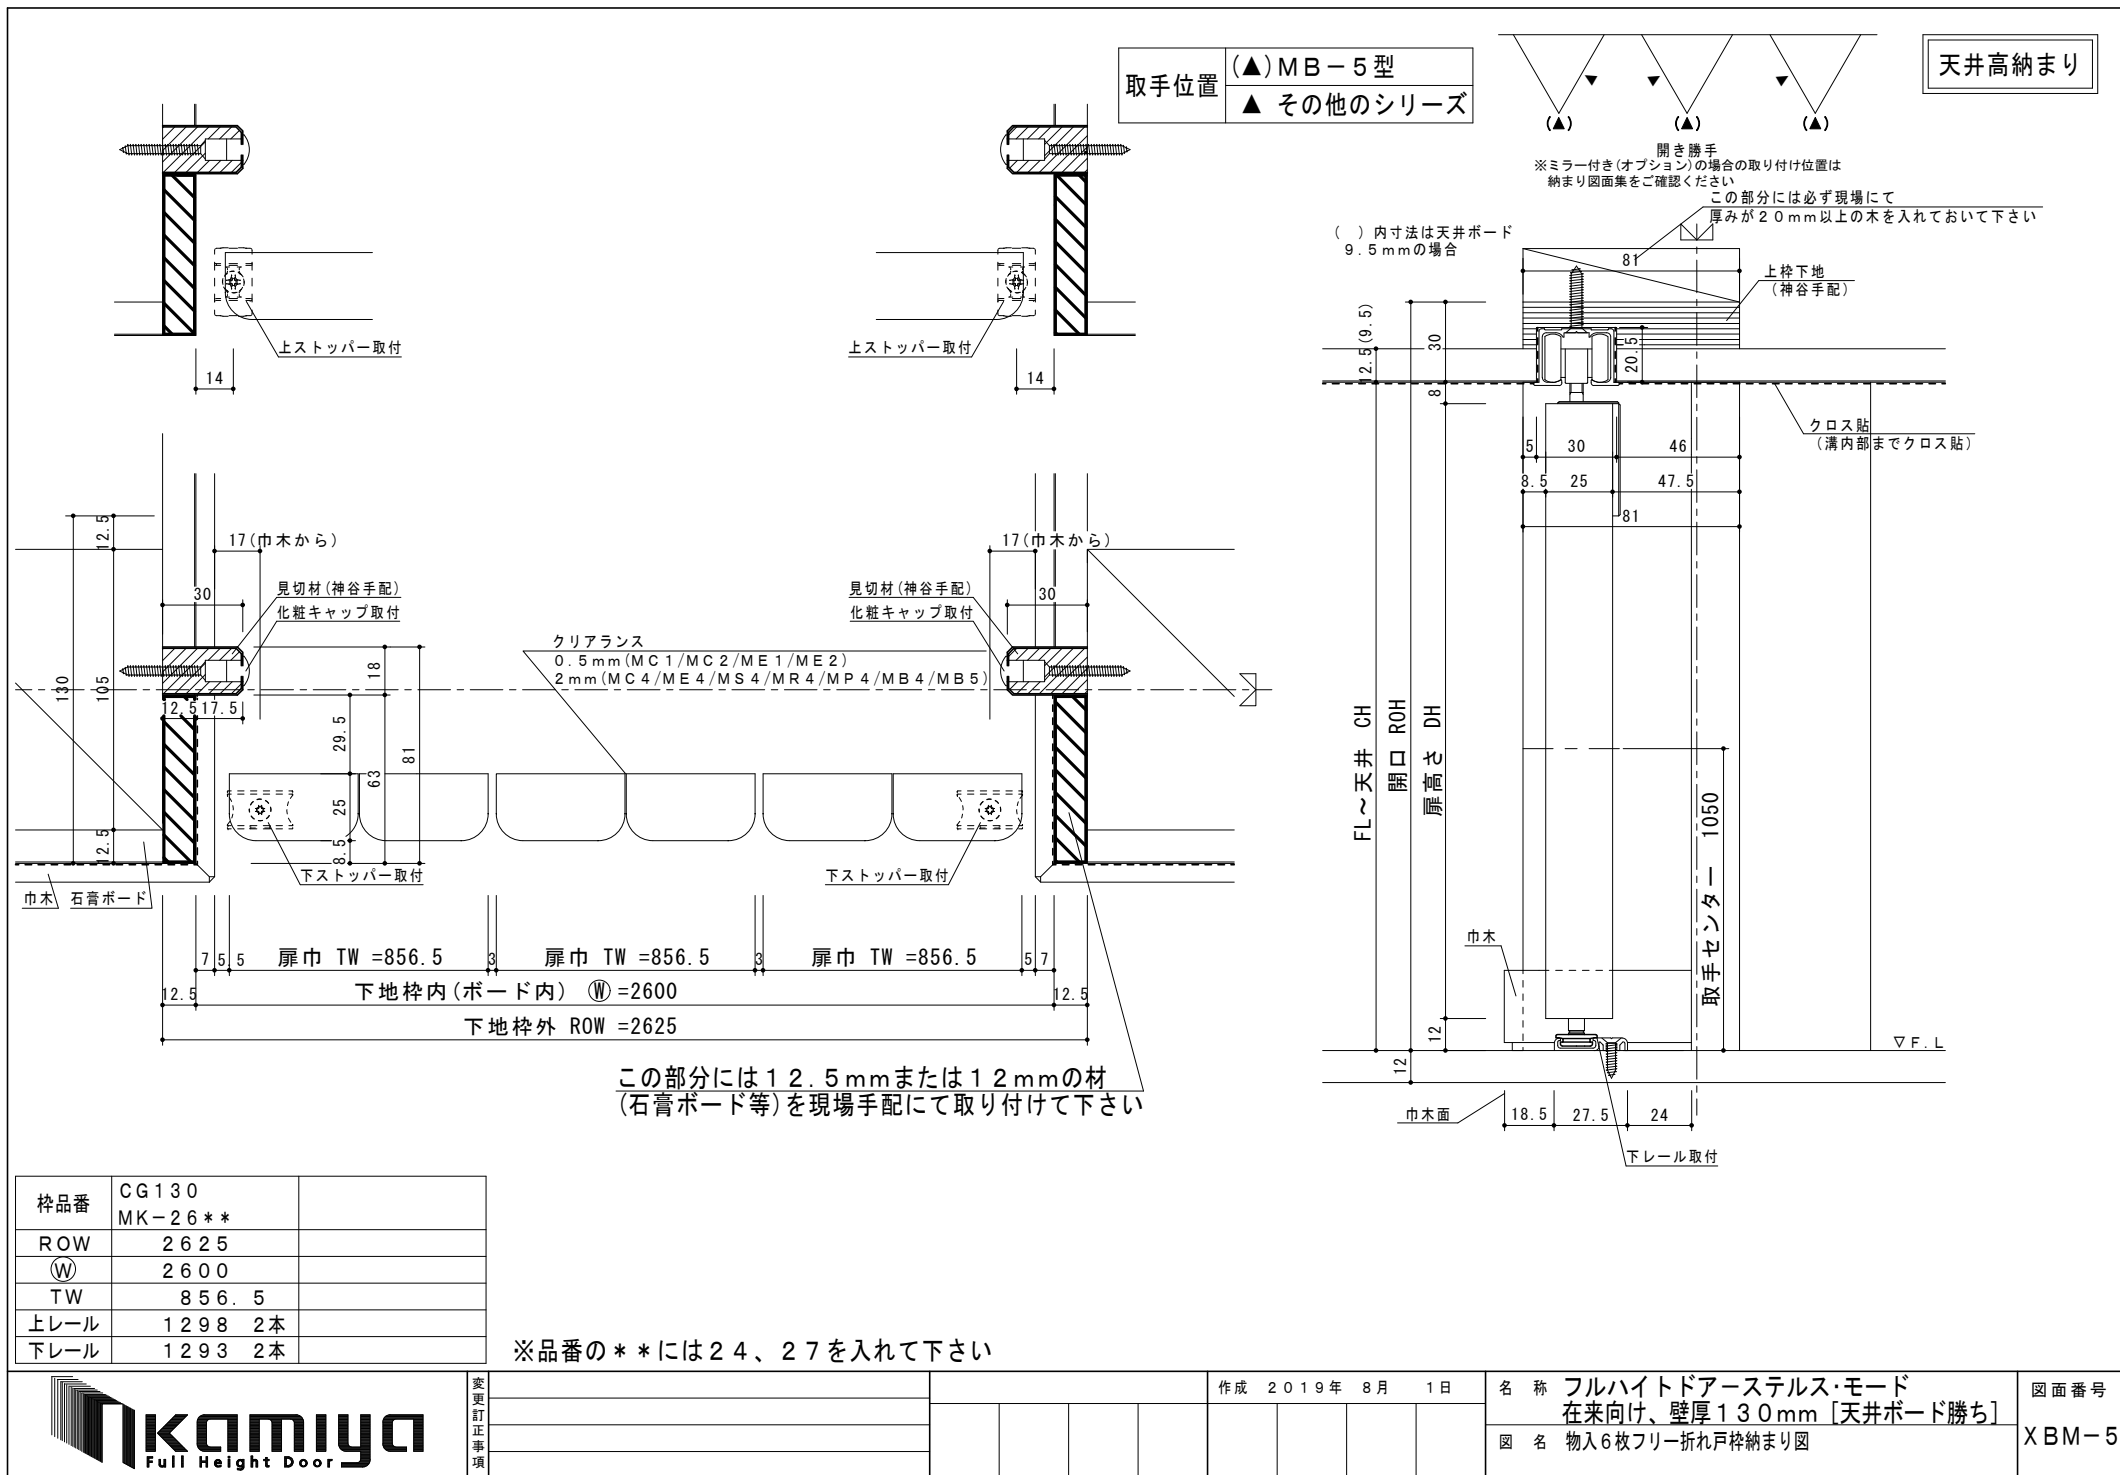 取手位置
(▲)ＭＢ－５型
▲ その他のシリーズ
(▲) (▲) (▲)
開き勝手
※ミラー付き(オプション)の場合の取り付け位置は
納まり図面集をご確認ください
天井高納まり
この部分には必ず現場にて
厚みが２０ｍｍ以上の木を入れておいて下さい
（ ）内寸法は天井ボード
９.５ｍｍの場合
81
上枠下地
(神谷手配)
12.5(9.5)
30
20.5
8
クロス貼
(溝内部までクロス貼)
5 30 46
8.5 25 47.5
81
FL~天井 CH
開口 ROH
扉高さ DH
取手センター 1050
巾木
12
12
▽Ｆ.Ｌ
巾木面
18.5 27.5 24
下レール取付
上ストッパー取付
14
上ストッパー取付
14
12.5
130
105
12.5
17(巾木から)
17(巾木から)
30
見切材(神谷手配)
化粧キャップ取付
見切材(神谷手配)
化粧キャップ取付
30
クリアランス
０.５ｍｍ(ＭＣ１/ＭＣ２/ＭＥ１/ＭＥ２)
２ｍｍ(ＭＣ４/ＭＥ４/ＭＳ４/ＭＲ４/ＭＰ４/ＭＢ４/ＭＢ５)
18
12.5 17.5
29.5
81
63
25
8.5
下ストッパー取付
下ストッパー取付
巾木
石膏ボード
7 5.5 扉巾 TW =856.5 3 扉巾 TW =856.5 3 扉巾 TW =856.5 5 7
12.5 下地枠内(ボード内) Ⓦ =2600 12.5
下地枠外 ROW =2625
この部分には１２.５ｍｍまたは１２ｍｍの材
(石膏ボード等)を現場手配にて取り付けて下さい
枠品番 ＣＧ１３０
ＭＫ－２６＊＊
ＲＯＷ ２６２５
Ⓦ ２６００
ＴＷ ８５６.５
上レール １２９８ ２本
下レール １２９３ ２本
※品番の＊＊には２４、２７を入れて下さい
kamiya
Full Height Door
変更訂正事項
作成 ２０１９年 ８月 １日
名 称 フルハイトドアーステルス・モード
在来向け、壁厚１３０ｍｍ［天井ボード勝ち］
図 名 物入６枚フリー折れ戸枠納まり図
図面番号
ＸＢＭ－５